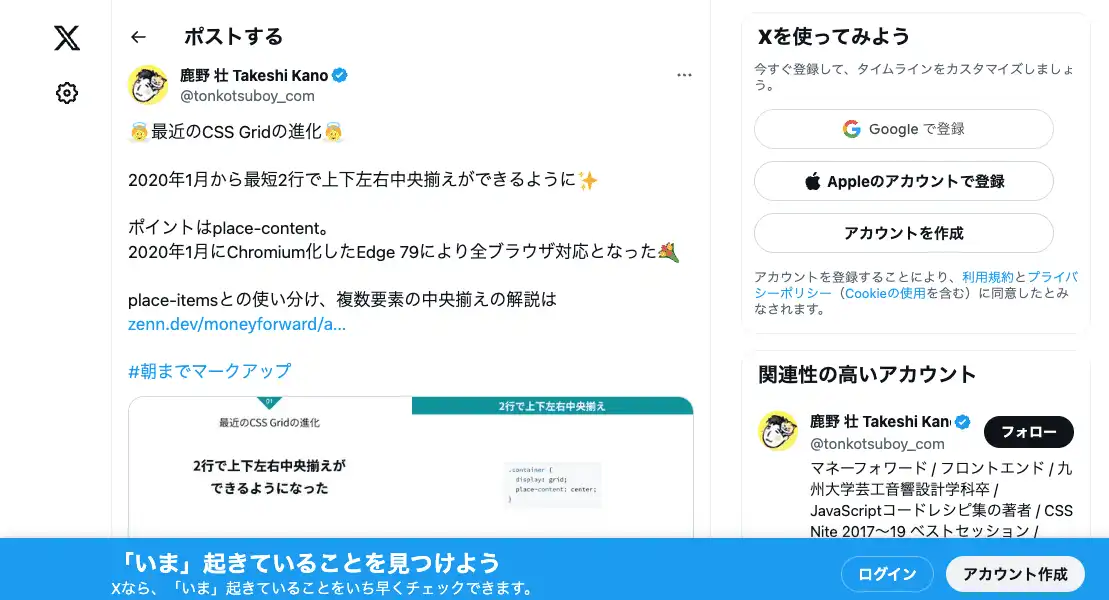 ポストする
鹿野 壮 Takeshi Kano
@tonkotsuboy_com
最近のCSS Gridの進化
2020年1月から最短2行で上下左右中央揃えができるように✨
ポイントはplace-content。
2020年1月にChromium化したEdge 79により全ブラウザ対応となった💐
place-itemsとの使い分け、複数要素の中央揃えの解説は
zenn.dev/moneyforward/a...
#朝までマークアップ
01
最近のCSS Gridの進化
2行で上下左右中央揃えが
できるようになった
2行で上下左右中央揃え
.container {
display: grid;
place-content: center;
}
Xを使ってみよう
今すぐ登録して、タイムラインをカスタマイズしましょ
う。
Google で登録
Appleのアカウントで登録
アカウントを作成
アカウントを登録することにより、利用規約とプライバ
シーポリシー（Cookieの使用を含む）に同意したとみ
なされます。
関連性の高いアカウント
鹿野 壮 Takeshi Kan
@tonkotsuboy_com
フォロー
マネーフォワード / フロントエンド / 九
州大学芸工音響設計学科卒 /
JavaScriptコードレシピ集の著者 / CSS
Nite 2017〜19 ベストセッション /
「いま」起きていることを見つけよう
Xなら、「いま」起きていることをいち早くチェックできます。
ログイン
アカウント作成